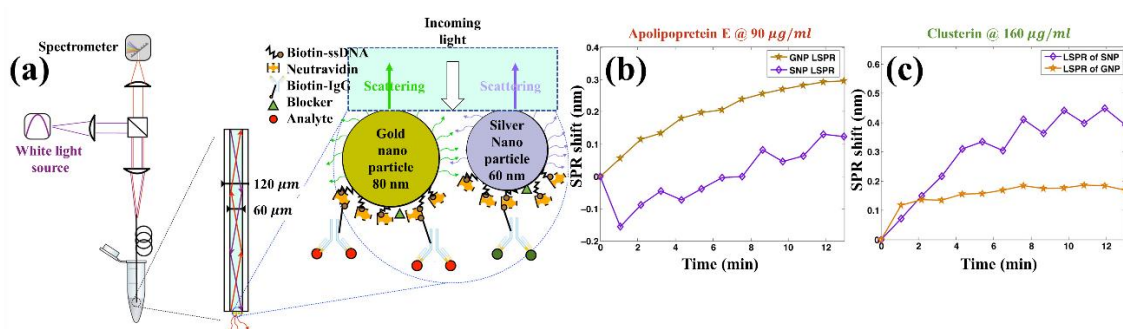 (a)
Spectrometer
White light
source
120 μm
60 μm
Biotin-ssDNA
Neutravidin
Biotin-IgG
Blocker
Analyte
Incoming
light
Scattering
Scattering
Gold
nano
particle
80 nm
Silver
Nano
particle
60 nm
Apolipopretein E @ 90 μg/ml
(b)
GNP LSPR
SNP LSPR
SPR shift (nm)
0.4
0.3
0.2
0.1
0
-0.1
-0.2
0 2 4 6 8 10 12
Time (min)
Clusterin @ 160 μg/ml
(c)
LSPR of SNP
LSPR of GNP
SPR shift (nm)
0.6
0.5
0.4
0.3
0.2
0.1
0
0 2 4 6 8 10 12
Time (min)